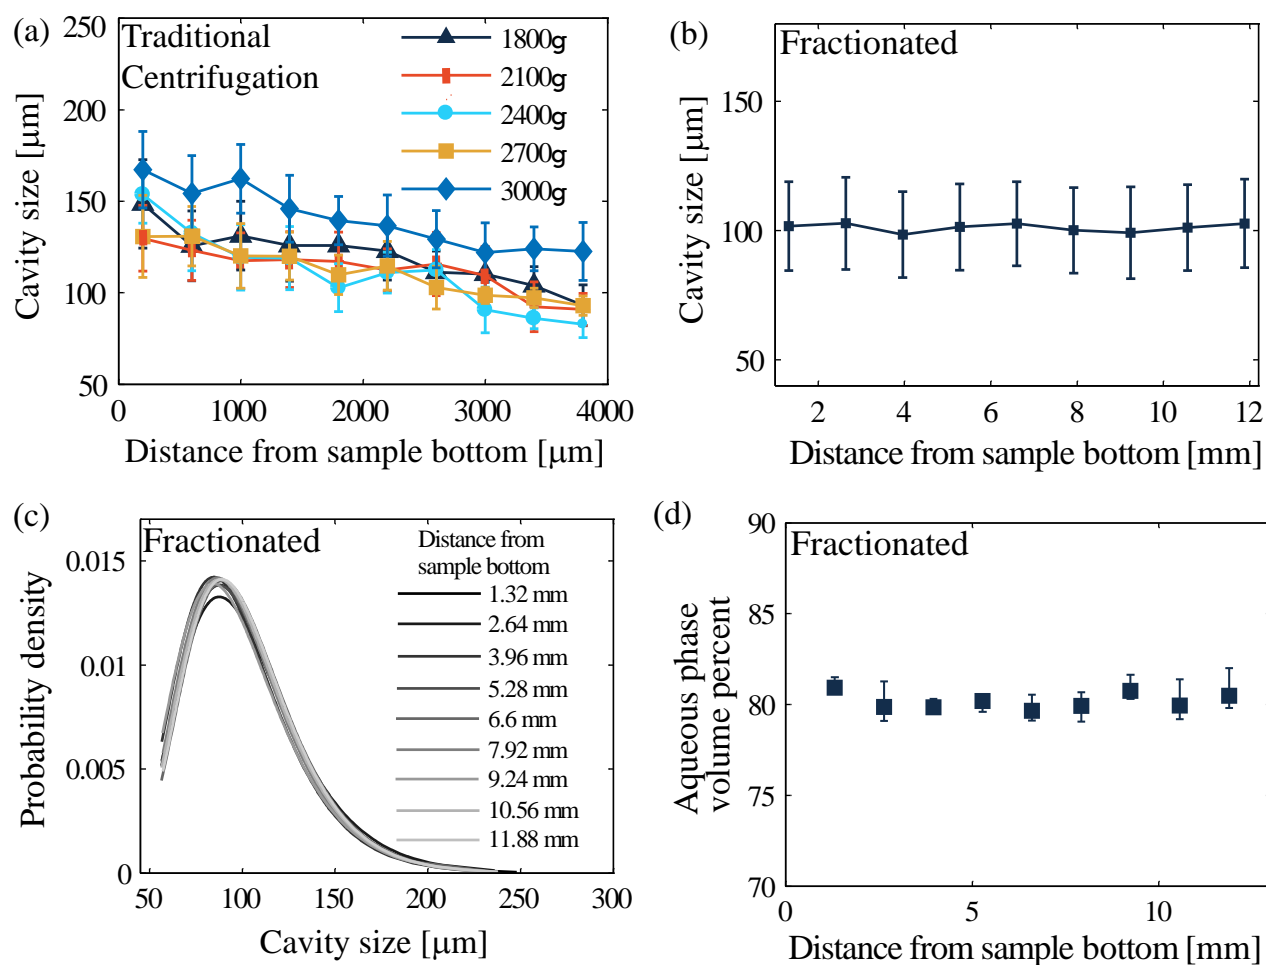 (a)
Traditional
Centrifugation
1800g
2100g
2400g
2700g
3000g
250
200
150
100
50
0
1000
2000
3000
4000
Cavity size [μm]
Distance from sample bottom [μm]
(b)
Fractionated
150
100
50
2
4
6
8
10
12
Cavity size [μm]
Distance from sample bottom [mm]
(c)
Fractionated
Distance from
sample bottom
1.32 mm
2.64 mm
3.96 mm
5.28 mm
6.6 mm
7.92 mm
9.24 mm
10.56 mm
11.88 mm
0.015
0.01
0.005
0
50
100
150
200
250
300
Probability density
Cavity size [μm]
(d)
Fractionated
90
85
80
75
70
0
5
10
Aqueous phase
volume percent
Distance from sample bottom [mm]